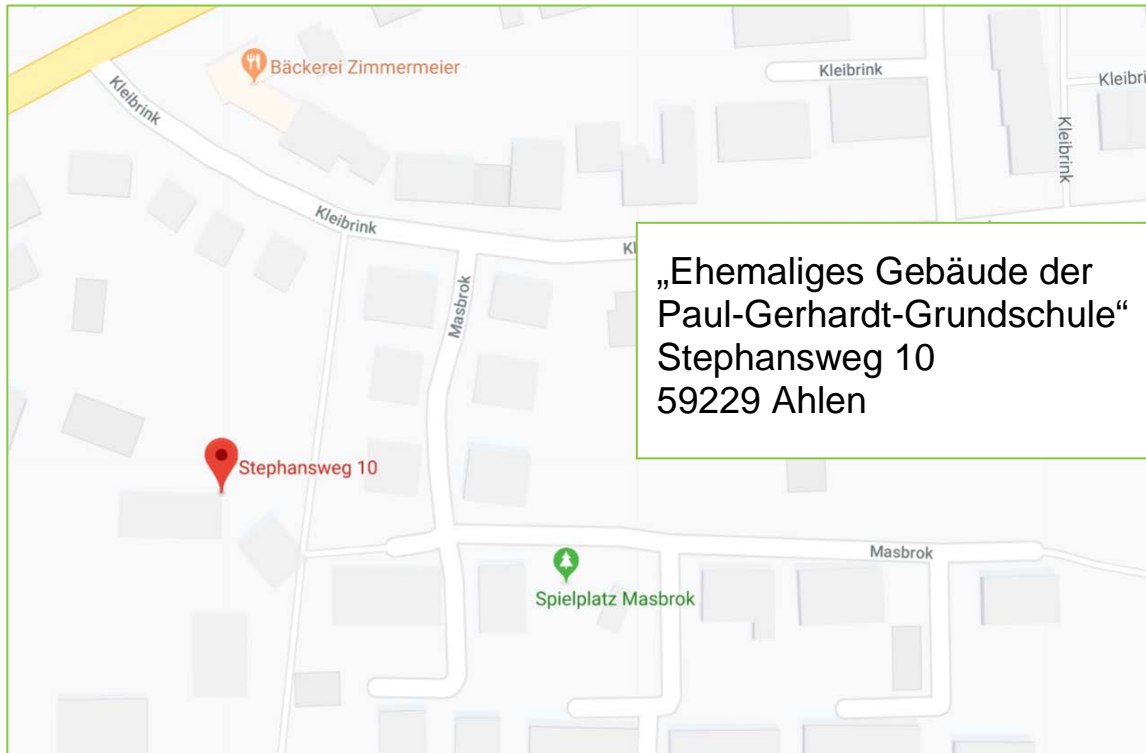 Bäckerei Zimmermeier
Kleibrink
Kleibrink
Kleibrink
Kleibrink
Masbrok
„Ehemaliges Gebäude der
Paul-Gerhardt-Grundschule“
Stephansweg 10
59229 Ahlen
Stephansweg 10
Masbrok
Spielplatz Masbrok